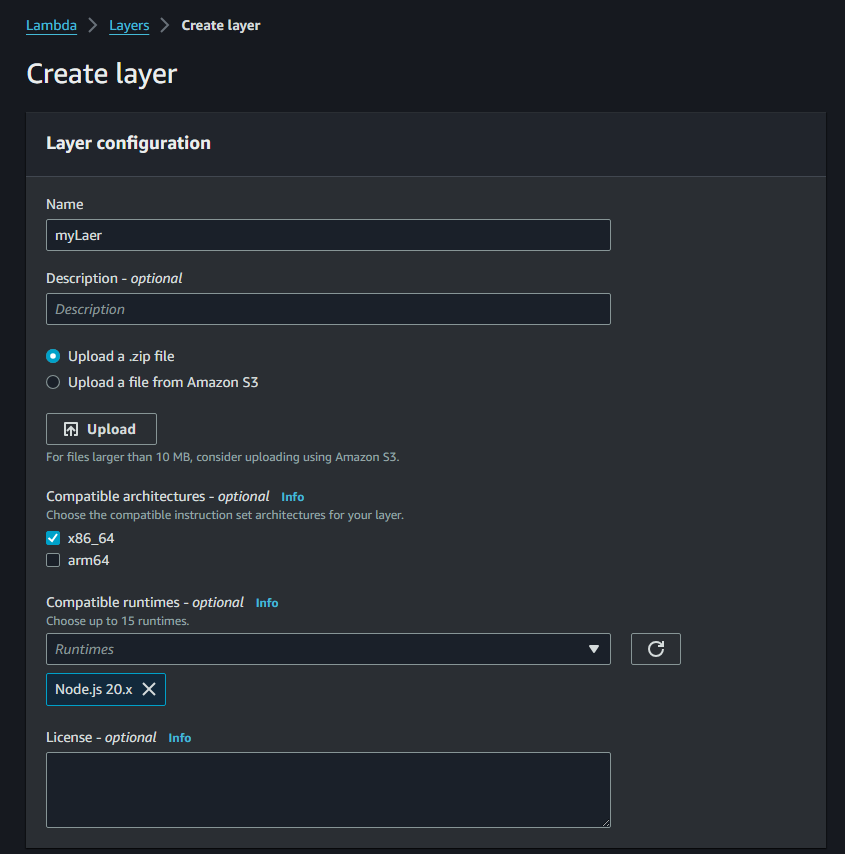 Lambda > Layers > Create layer
Create layer
Layer configuration
Name
myLaer
Description - optional
Description
Upload a .zip file
Upload a file from Amazon S3
Upload
For files larger than 10 MB, consider uploading using Amazon S3.
Compatible architectures - optional Info
Choose the compatible instruction set architectures for your layer.
x86_64
arm64
Compatible runtimes - optional Info
Choose up to 15 runtimes.
Runtimes
Node.js 20.x
License - optional Info